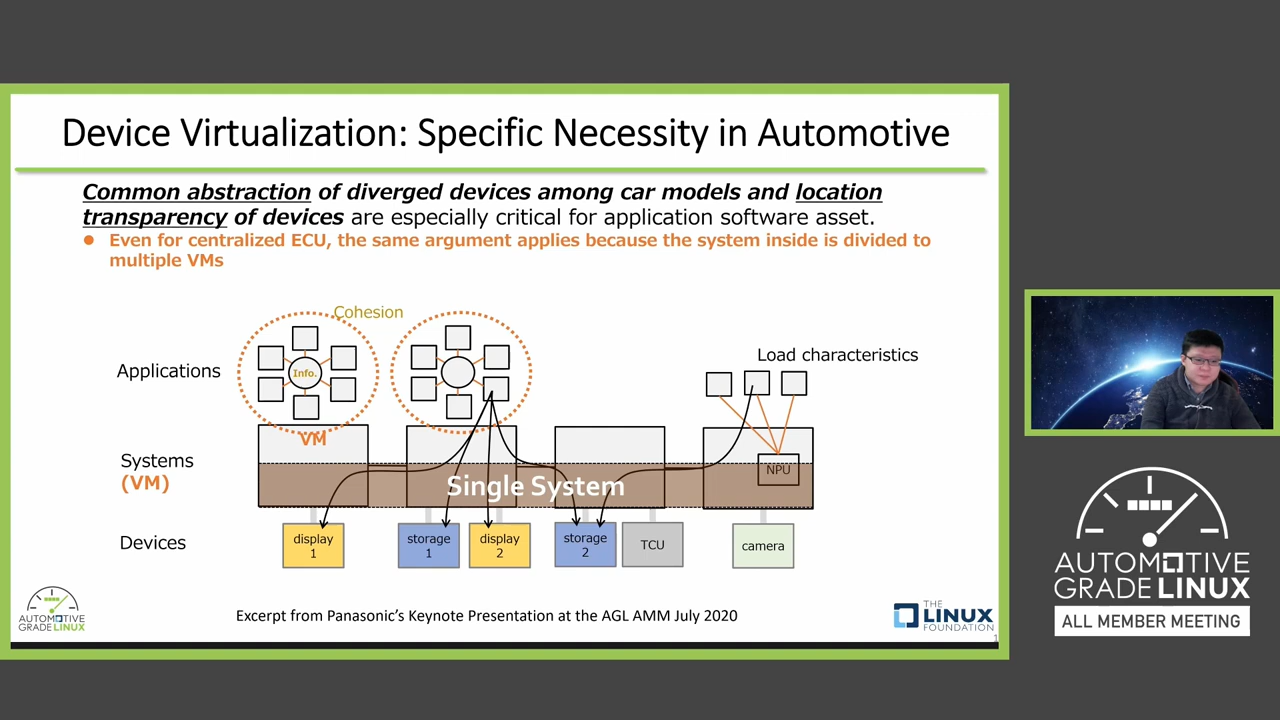 Device Virtualization: Specific Necessity in Automotive
Common abstraction of diverged devices among car models and location
transparency of devices are especially critical for application software asset.
● Even for centralized ECU, the same argument applies because the system inside is divided to
multiple VMs
Cohesion
Load characteristics
Applications
Info.
VM
Systems
(VM)
NPU
Single System
Devices
display
1
storage
1
display
2
storage
2
TCU
camera
Excerpt from Panasonic's Keynote Presentation at the AGL AMM July 2020
AUTOMOTIVE
GRADE LINUX
THE
LINUX
FOUNDATION
1
AUTOMOTIVE
GRADE LINUX
ALL MEMBER MEETING